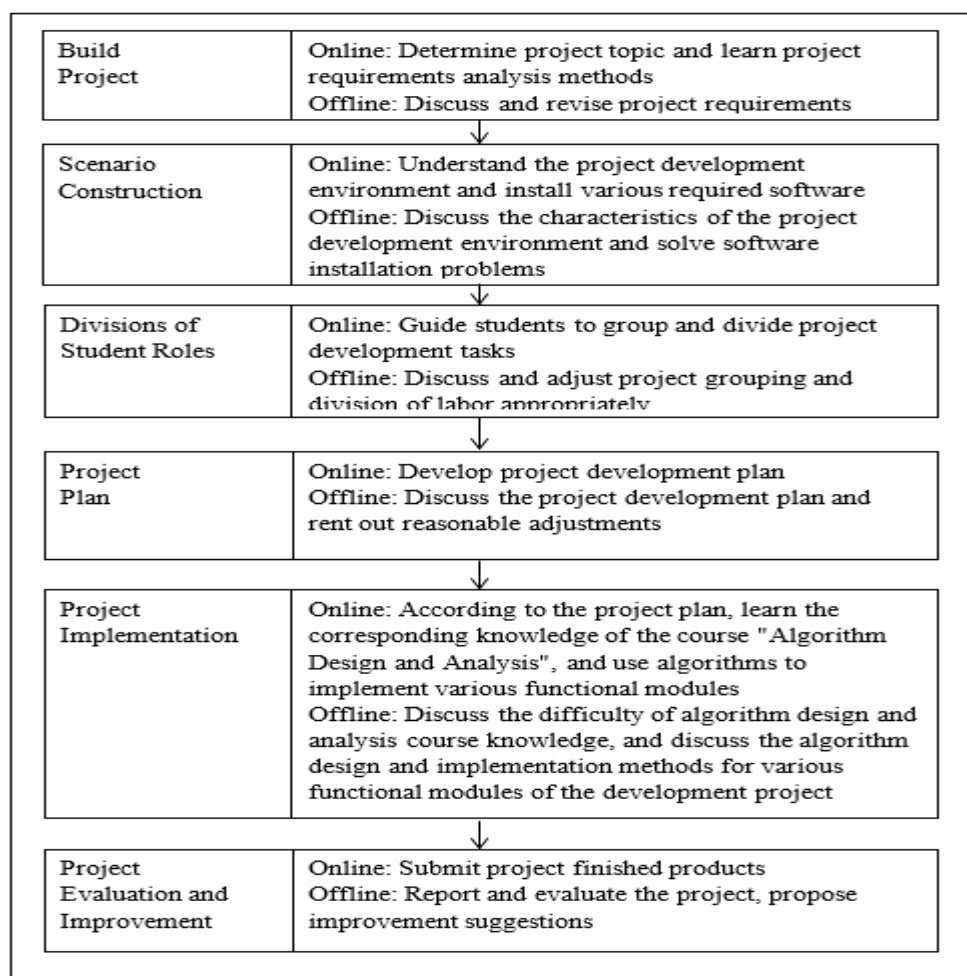 Build
Project
Online: Determine project topic and learn project
requirements analysis methods
Offline: Discuss and revise project requirements
Scenario
Construction
Online: Understand the project development
environment and install various required software
Offline: Discuss the characteristics of the project
development environment and solve software
installation problems
Divisions of
Student Roles
Online: Guide students to group and divide project
development tasks
Offline: Discuss and adjust project grouping and
division of labor appropriately
Project
Plan
Online: Develop project development plan
Offline: Discuss the project development plan and
rent out reasonable adjustments
Project
Implementation
Online: According to the project plan, learn the
corresponding knowledge of the course "Algorithm
Design and Analysis", and use algorithms to
implement various functional modules
Offline: Discuss the difficulty of algorithm design and
analysis course knowledge, and discuss the algorithm
design and implementation methods for various
functional modules of the development project
Project
Evaluation and
Improvement
Online: Submit project finished products
Offline: Report and evaluate the project, propose
improvement suggestions